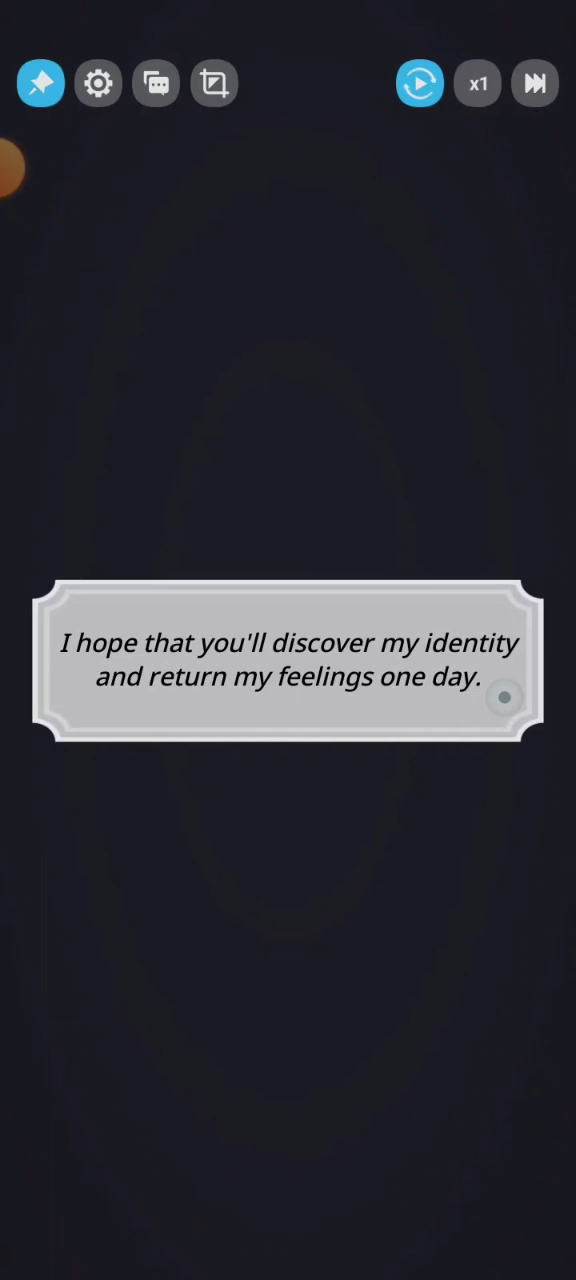 x1
I hope that you'll discover my identity
and return my feelings one day.